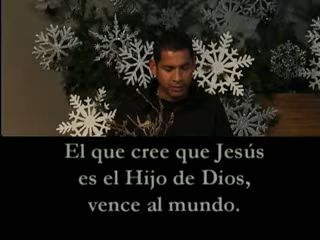 El que cree que Jesús
es el Hijo de Dios,
vence al mundo.